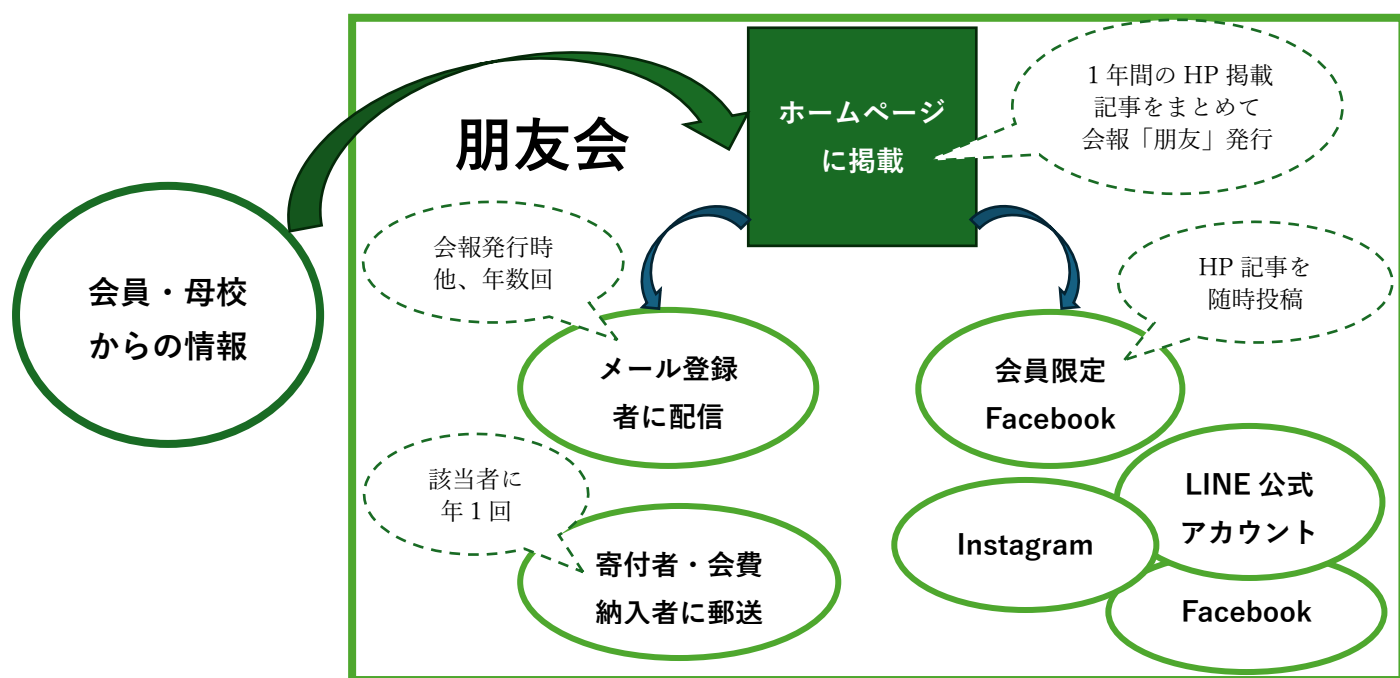 朋友会
ホームページ
に掲載
1 年間の HP 掲載
記事をまとめて
会報「朋友」発行
会員・母校
からの情報
会報発行時
他、年数回
HP 記事を
随時投稿
メール登録
者に配信
会員限定
Facebook
該当者に
年 1 回
寄付者・会費
納入者に郵送
Instagram
LINE 公式
アカウント
Facebook